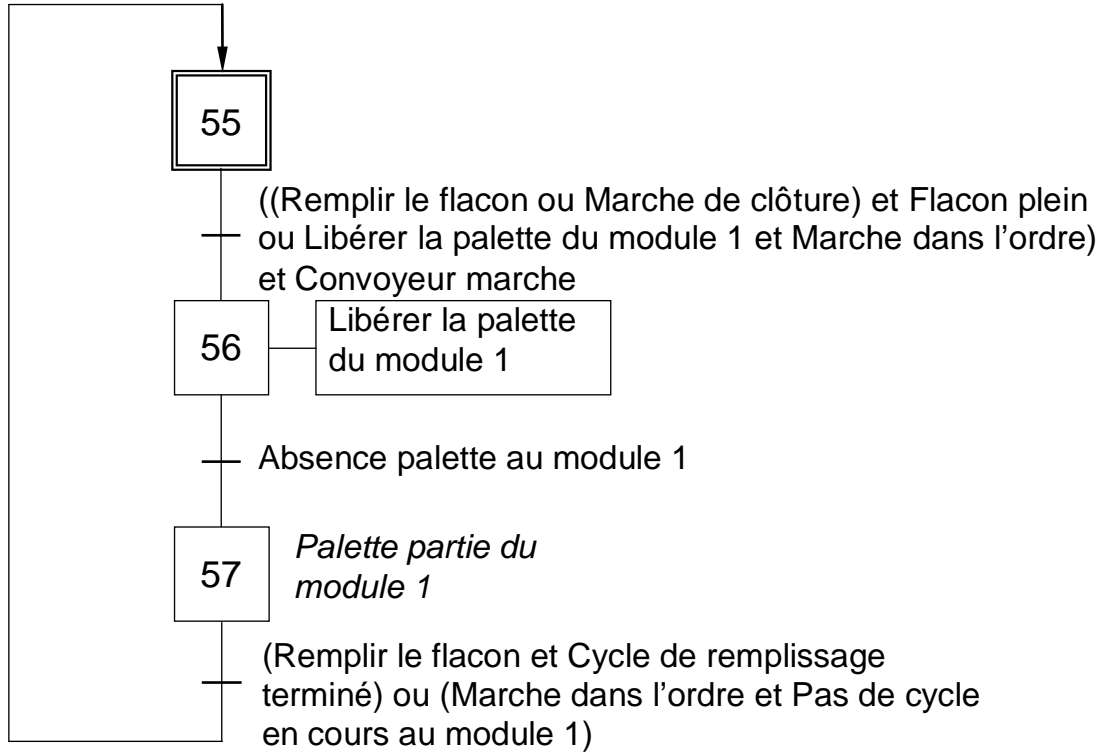 55
((Remplir le flacon ou Marche de clôture) et Flacon plein
ou Libérer la palette du module 1 et Marche dans l’ordre)
et Convoyeur marche
56
Libérer la palette
du module 1
Absence palette au module 1
57
Palette partie du
module 1
(Remplir le flacon et Cycle de remplissage
terminé) ou (Marche dans l’ordre et Pas de cycle
en cours au module 1)